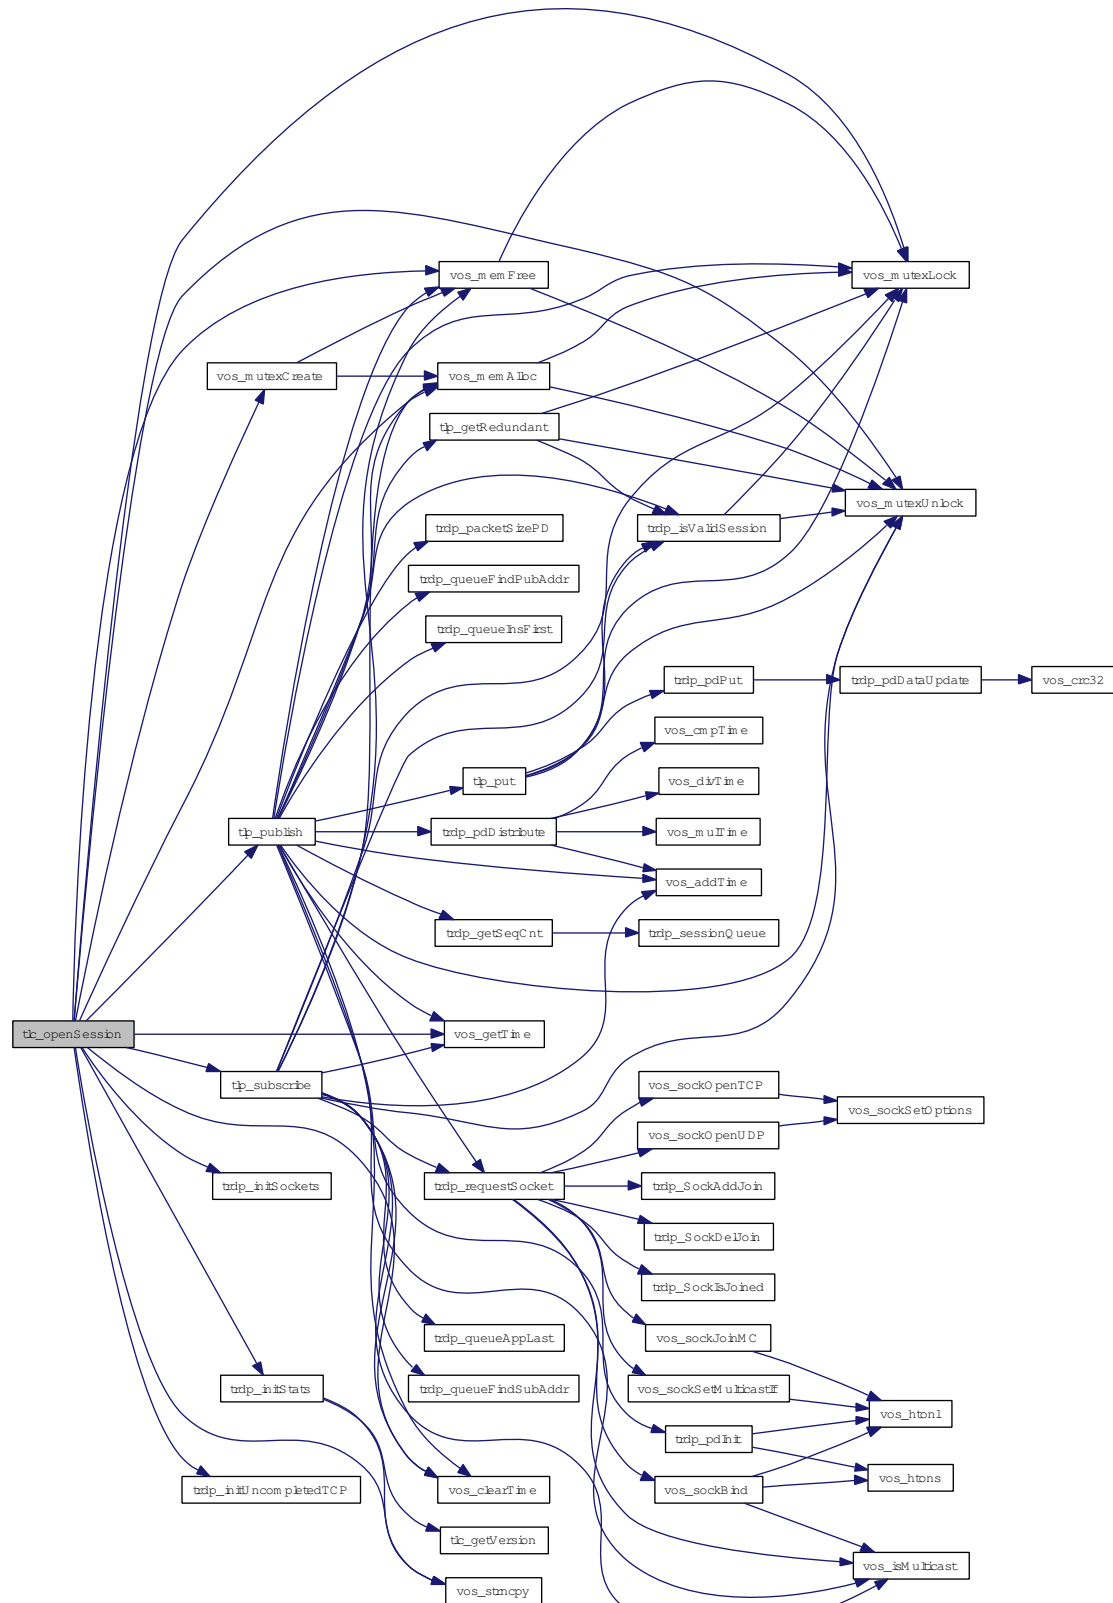 vos_memFree
vos_mutexLock
vos_mutexCreate
vos_memAlloc
tlp_getRedundant
vos_mutexUnlock
trdp_packetSizePD
trdp_isValidSession
trdp_queueFindPubAddr
trdp_queueInsFirst
trdp_pdPut
trdp_pdDataUpdate
vos_crc32
vos_cmpTime
tlp_put
vos_divTime
tlp_publish
trdp_pdDistribute
vos_mulTime
vos_addTime
trdp_getSeqCnt
trdp_sessionQueue
tlc_openSession
vos_getTime
tlp_subscribe
vos_sockOpenTCP
vos_sockSetOptions
vos_sockOpenUDP
trdp_initSockets
trdp_requestSocket
trdp_SockAddJoin
trdp_SockDelJoin
trdp_SockIsJoined
trdp_queueAppLast
vos_sockJoinMC
trdp_initStats
trdp_queueFindSubAddr
vos_sockSetMulticastIf
vos_htonl
trdp_pdInit
vos_htons
trdp_initUncompletedTCP
vos_clearTime
vos_sockBind
tlc_getVersion
vos_isMulticast
vos_strncpy